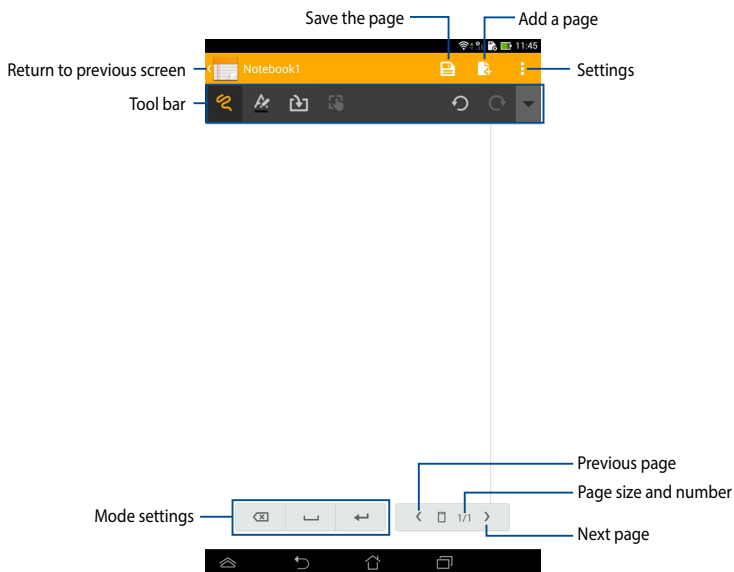 Save the page
Add a page
11:45
Return to previous screen
Notebook1
Settings
Tool bar
Previous page
Page size and number
Mode settings
1/1
Next page